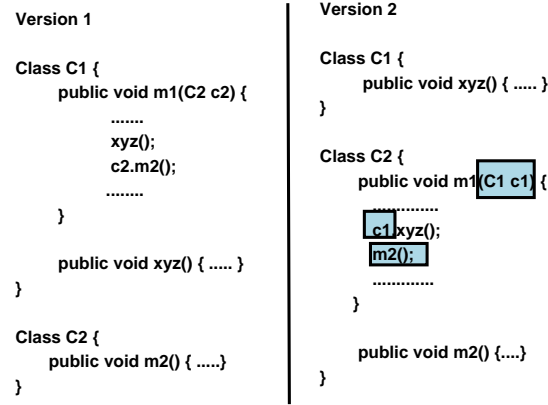 Version 1
Class C1 {
public void m1(C2 c2) {
.......
xyz();
c2.m2();
........
}
public void xyz() { ..... }
}
Class C2 {
public void m2() { .....}
}
Version 2
Class C1 {
public void xyz() { ..... }
}
Class C2 {
public void m1(C1 c1) {
..............
c1.xyz();
m2();
.............
}
public void m2() {....}
}